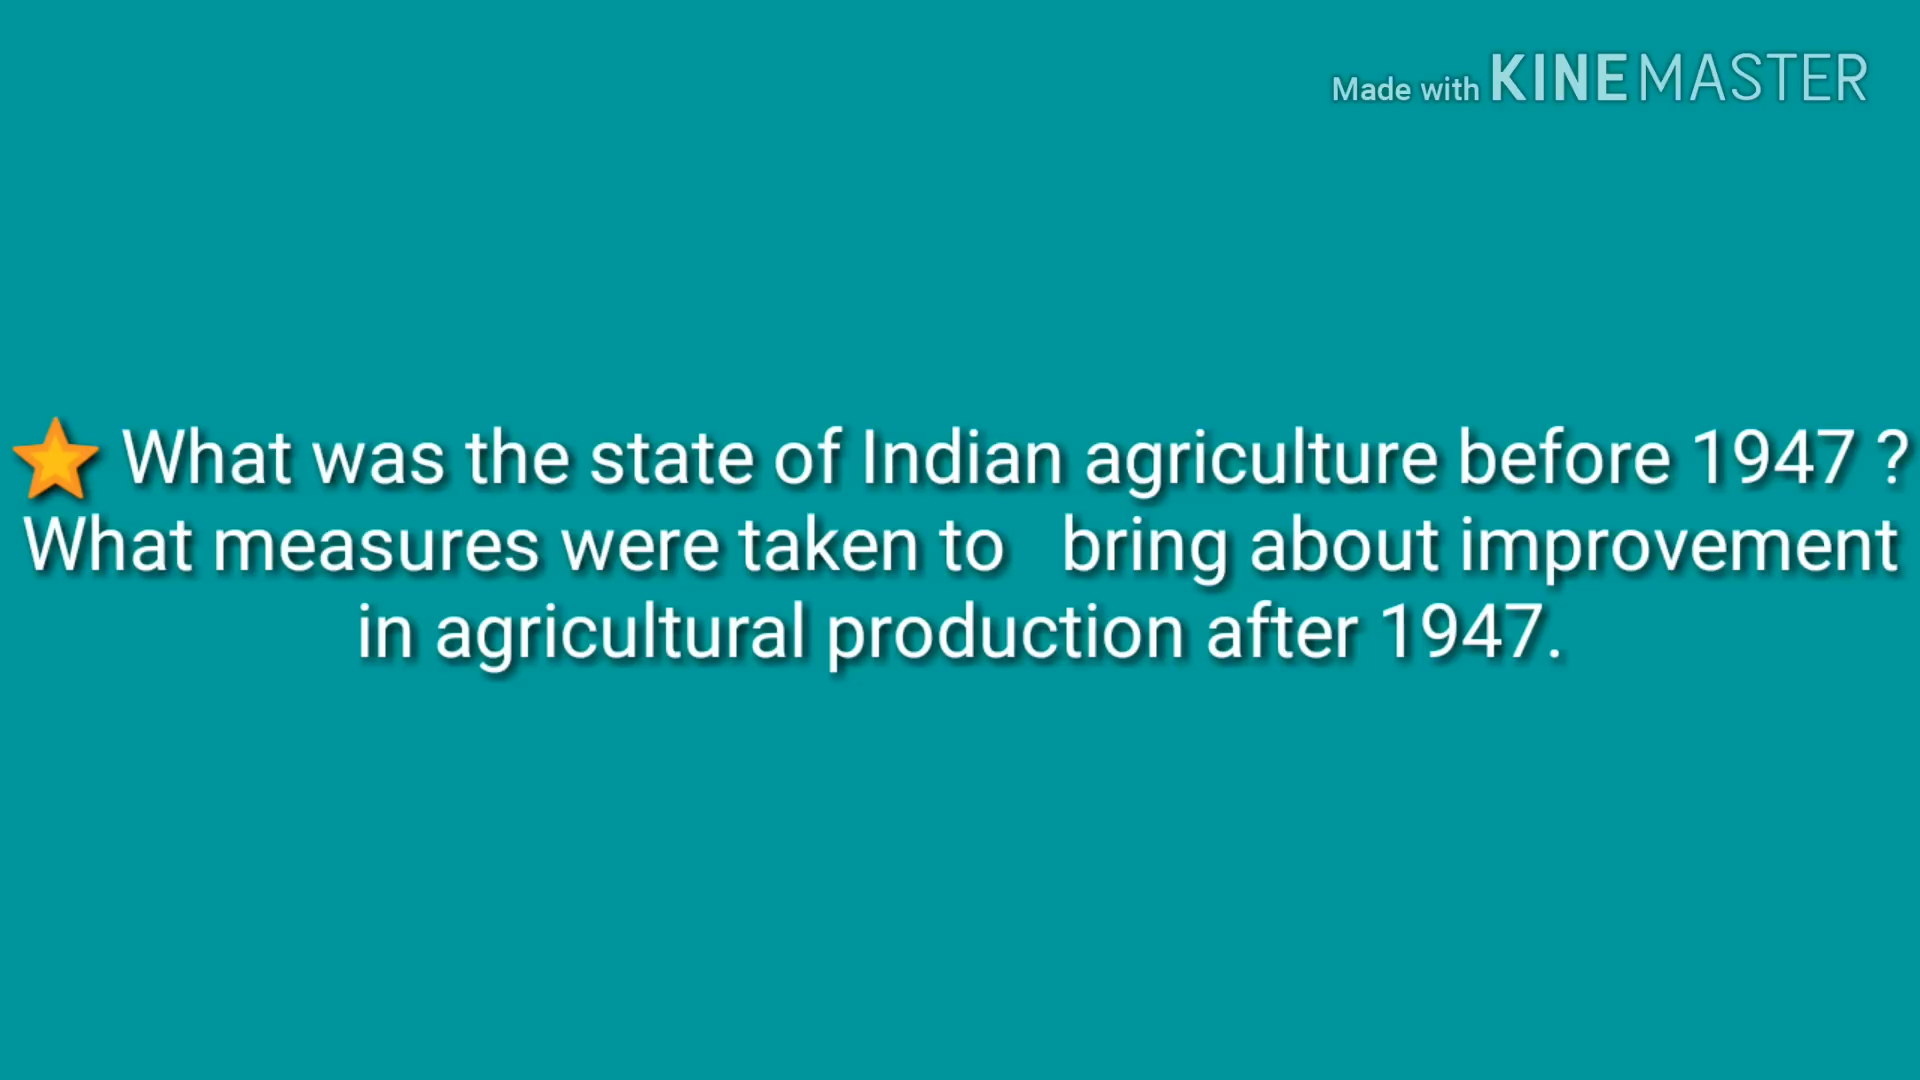 Made with KINEMASTER
⭐ What was the state of Indian agriculture before 1947 ?
What measures were taken to   bring about improvement
in agricultural production after 1947.